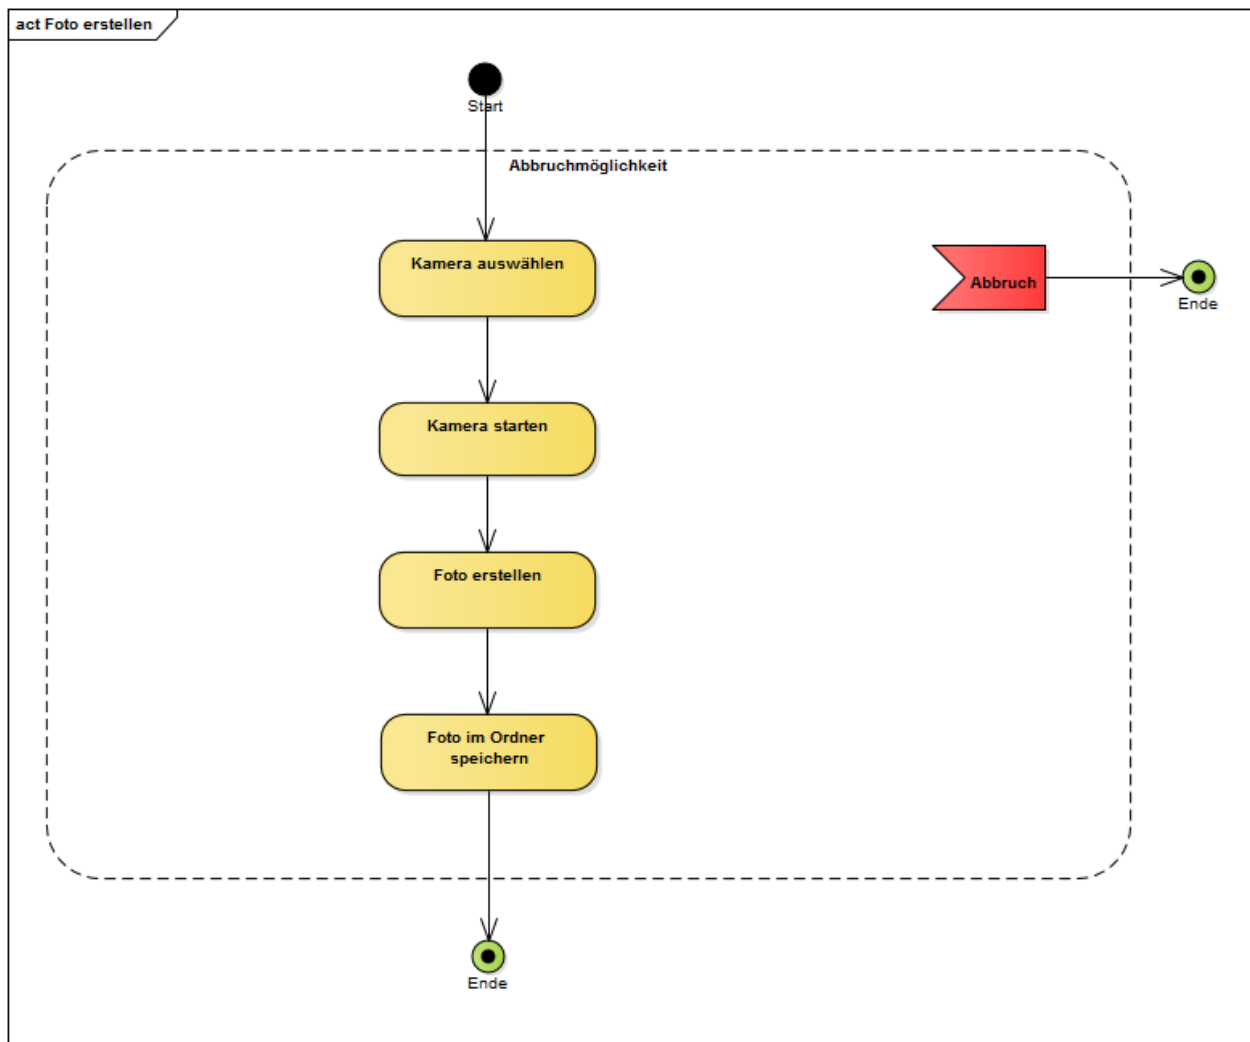 act Foto erstellen
Start
Abbruchmöglichkeit
Kamera auswählen
Abbruch
Ende
Kamera starten
Foto erstellen
Foto im Ordner
speichern
Ende